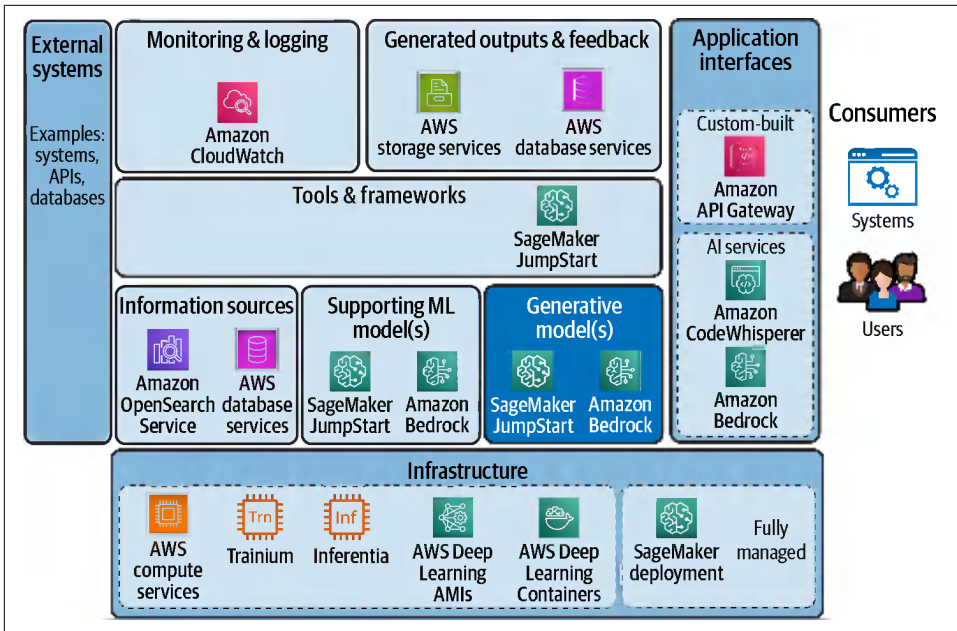 External
systems
Examples:
systems,
APIs,
databases
Monitoring & logging
Amazon
CloudWatch
Generated outputs & feedback
AWS
storage services
AWS
database services
Tools & frameworks
SageMaker
JumpStart
Information sources
Amazon
OpenSearch
Service
AWS
database
services
Supporting ML
model(s)
SageMaker
JumpStart
Amazon
Bedrock
Generative
model(s)
SageMaker
JumpStart
Amazon
Bedrock
Application
interfaces
Custom-built
Amazon
API Gateway
AI services
Amazon
CodeWhisperer
Amazon
Bedrock
Consumers
Systems
Users
Infrastructure
AWS
compute
services
Trn
Trainium
Inf
Inferentia
AWS Deep
Learning
AMIs
AWS Deep
Learning
Containers
SageMaker
deployment
Fully
managed